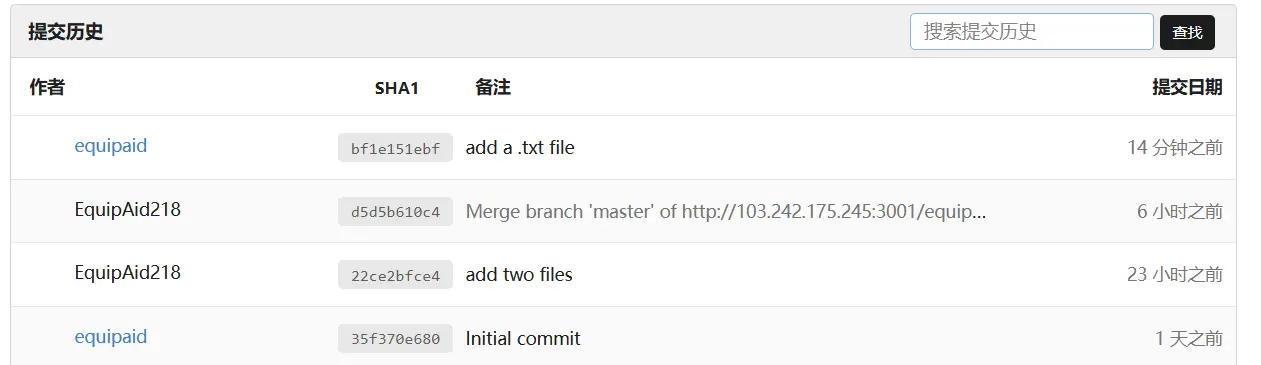 提交历史 搜索提交历史 查找
作者 SHA1 备注 提交日期
equipaid bf1e151ebf add a .txt file 14 分钟之前
EquipAid218 d5d5b610c4 Merge branch 'master' of http://103.242.175.245:3001/equip... 6 小时之前
EquipAid218 22ce2bfce4 add two files 23 小时之前
equipaid 35f370e680 Initial commit 1 天之前